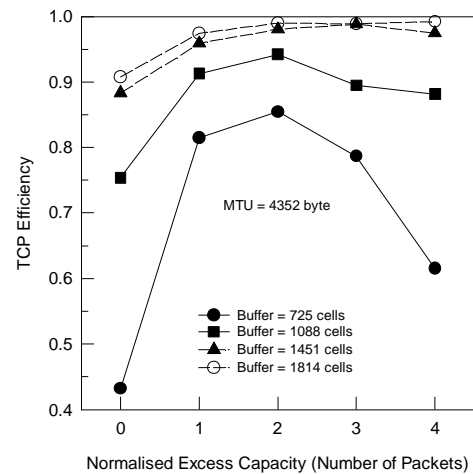 1.0
0.9
0.8
0.7
0.6
0.5
0.4
TCP Efficiency
MTU = 4352 byte
Buffer = 725 cells
Buffer = 1088 cells
Buffer = 1451 cells
Buffer = 1814 cells
0 1 2 3 4
Normalised Excess Capacity (Number of Packets)